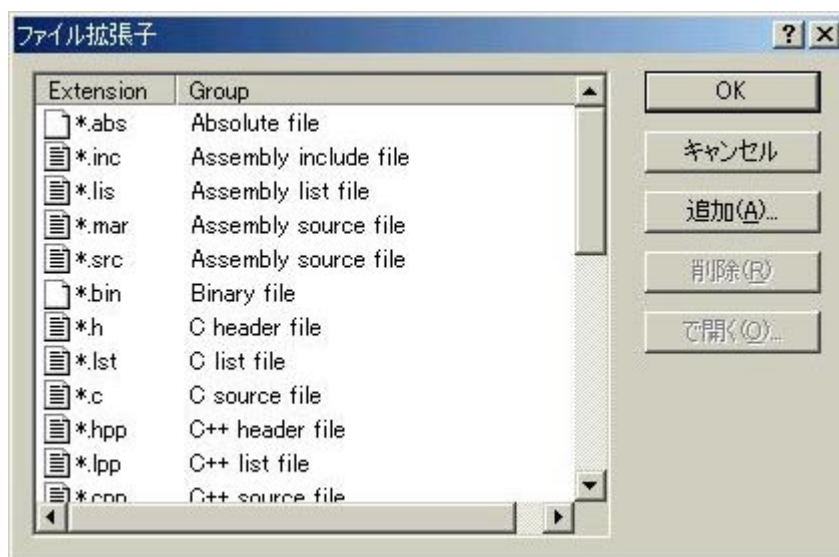 ファイル拡張子
Extension Group
*.abs Absolute file
*.inc Assembly include file
*.lis Assembly list file
*.mar Assembly source file
*.src Assembly source file
*.bin Binary file
*.h C header file
*.lst C list file
*.c C source file
*.hpp C++ header file
*.lpp C++ list file
*.cpp C++ source file
OK
キャンセル
追加(A)...
削除(R)
で開く(O)...